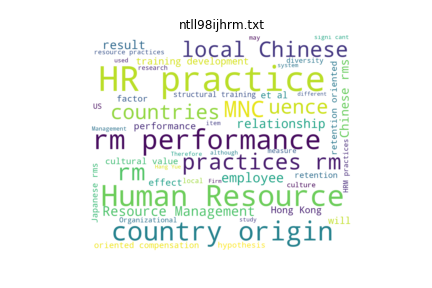 ntll98ijhrm.txt
may
signi cant
result
local Chinese
diversity
resource practices
used
training development
system
research
HR practice
structural training
et al
different
factor
countries
MNC
uence
US
performance
relationship
item
Management
rm performance
retention oriented
Chinese rms
Therefore
although
measure
cultural value
practices rm
rm
effect
local
firm
employee
retention
culture
HRM practices
Japanese rms
Human Resource
Resource Management
Hong Kong
will
Organizational
study
country origin
oriented compensation
hypothesis